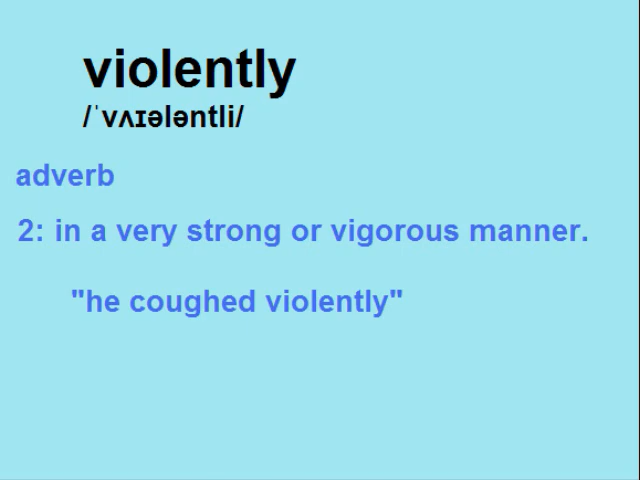 violently
/ˈvʌɪələntli/
adverb
2: in a very strong or vigorous manner.
"he coughed violently"